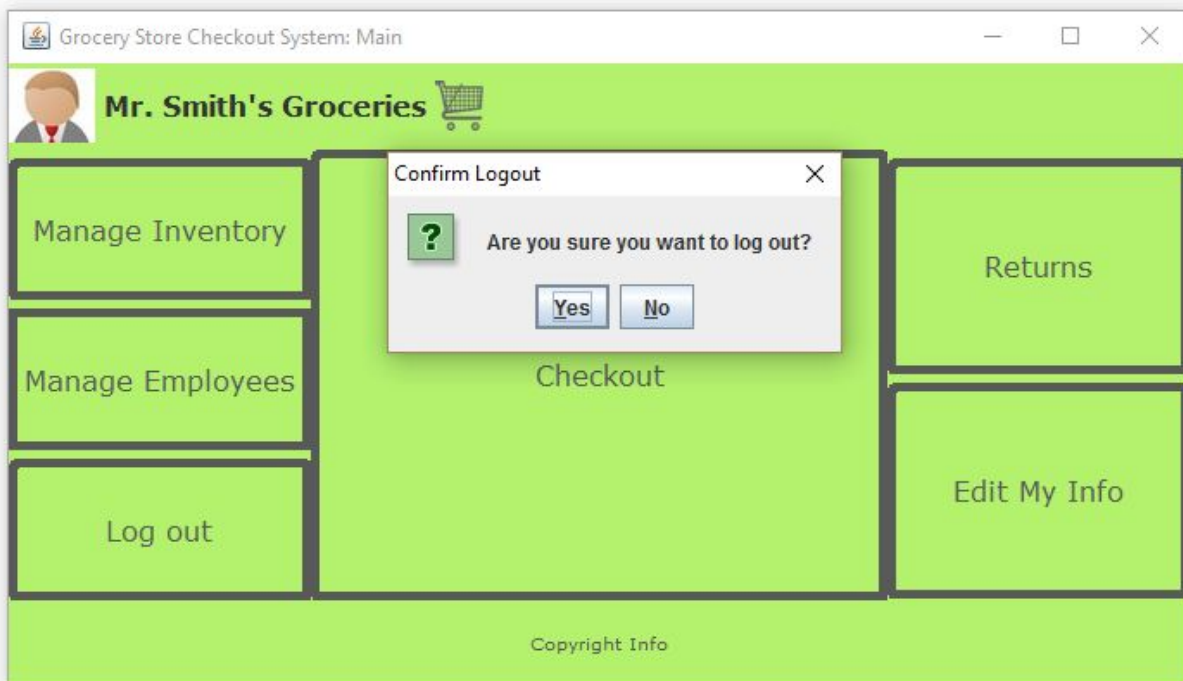 Grocery Store Checkout System: Main
Mr. Smith's Groceries
Confirm Logout
?
Are you sure you want to log out?
Yes No
Manage Inventory
Manage Employees
Log out
Checkout
Returns
Edit My Info
Copyright Info